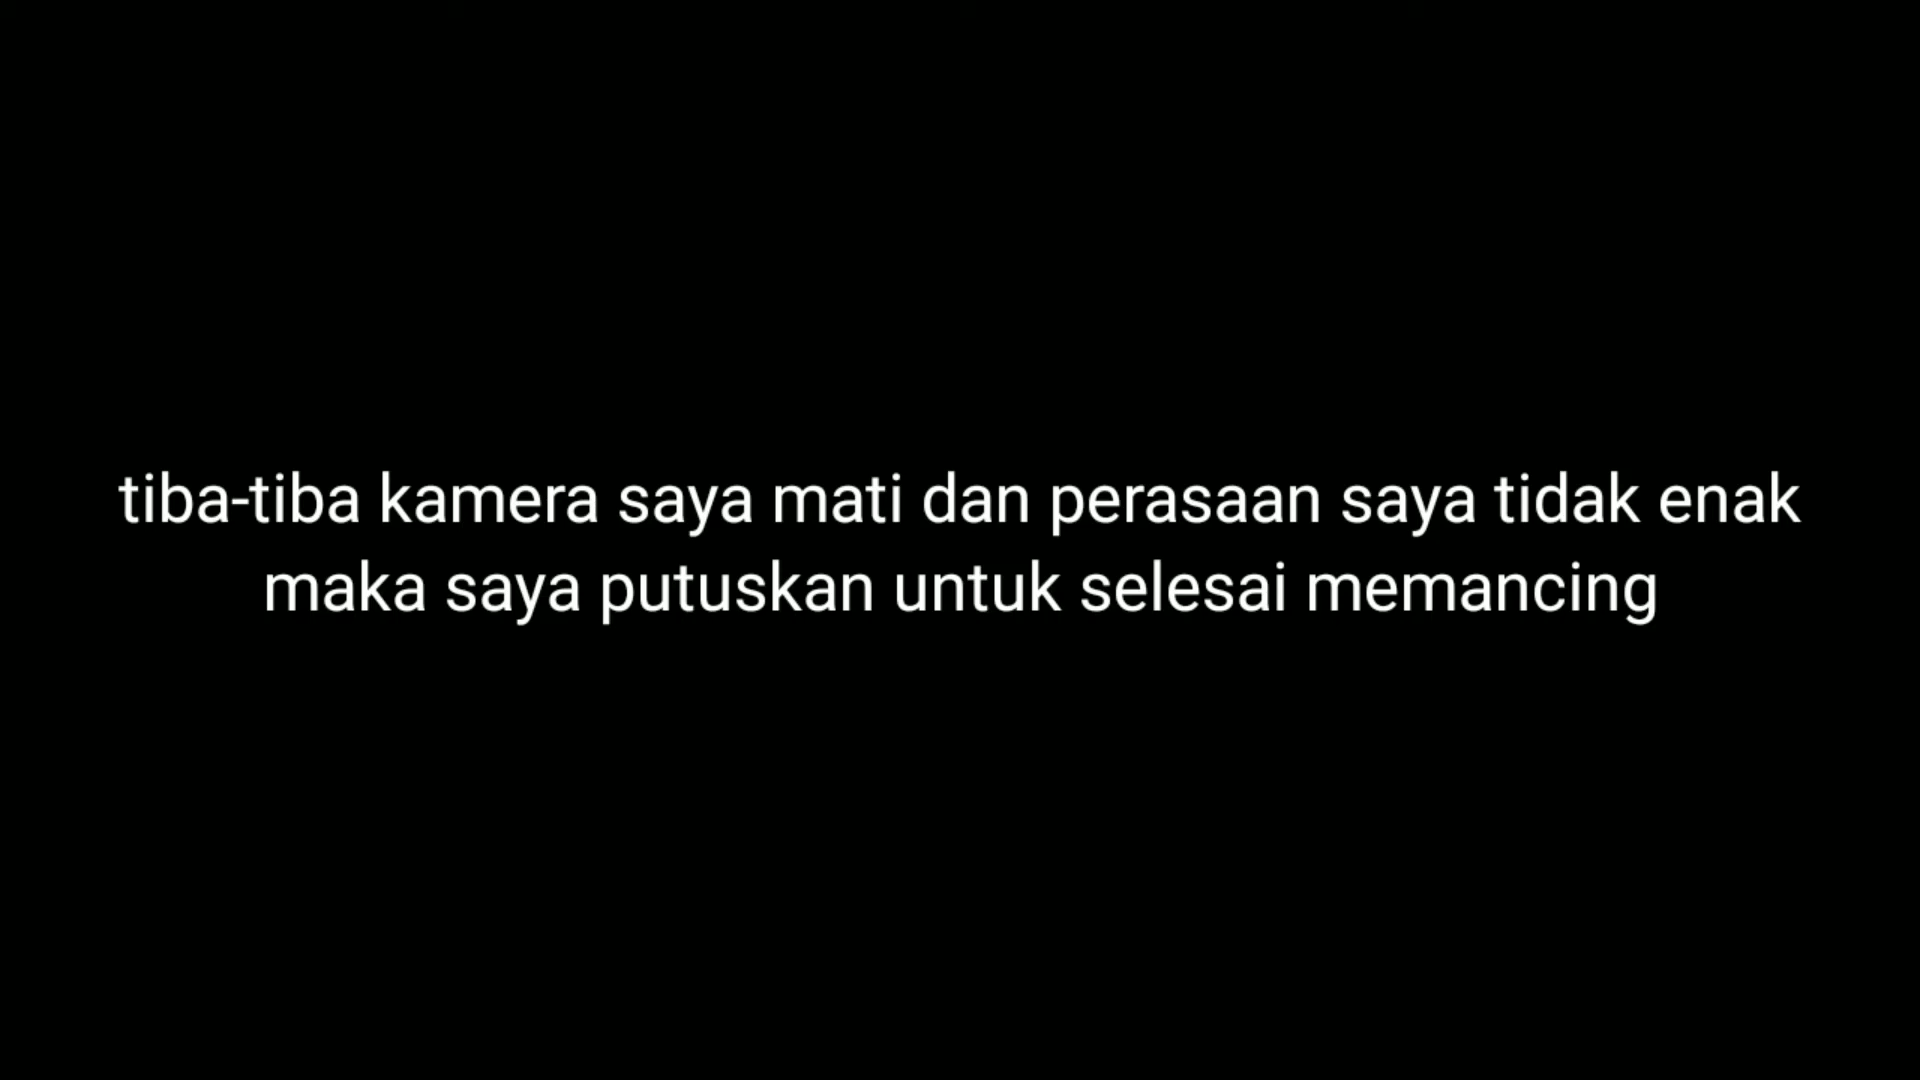 tiba-tiba kamera saya mati dan perasaan saya tidak enak
maka saya putuskan untuk selesai memancing